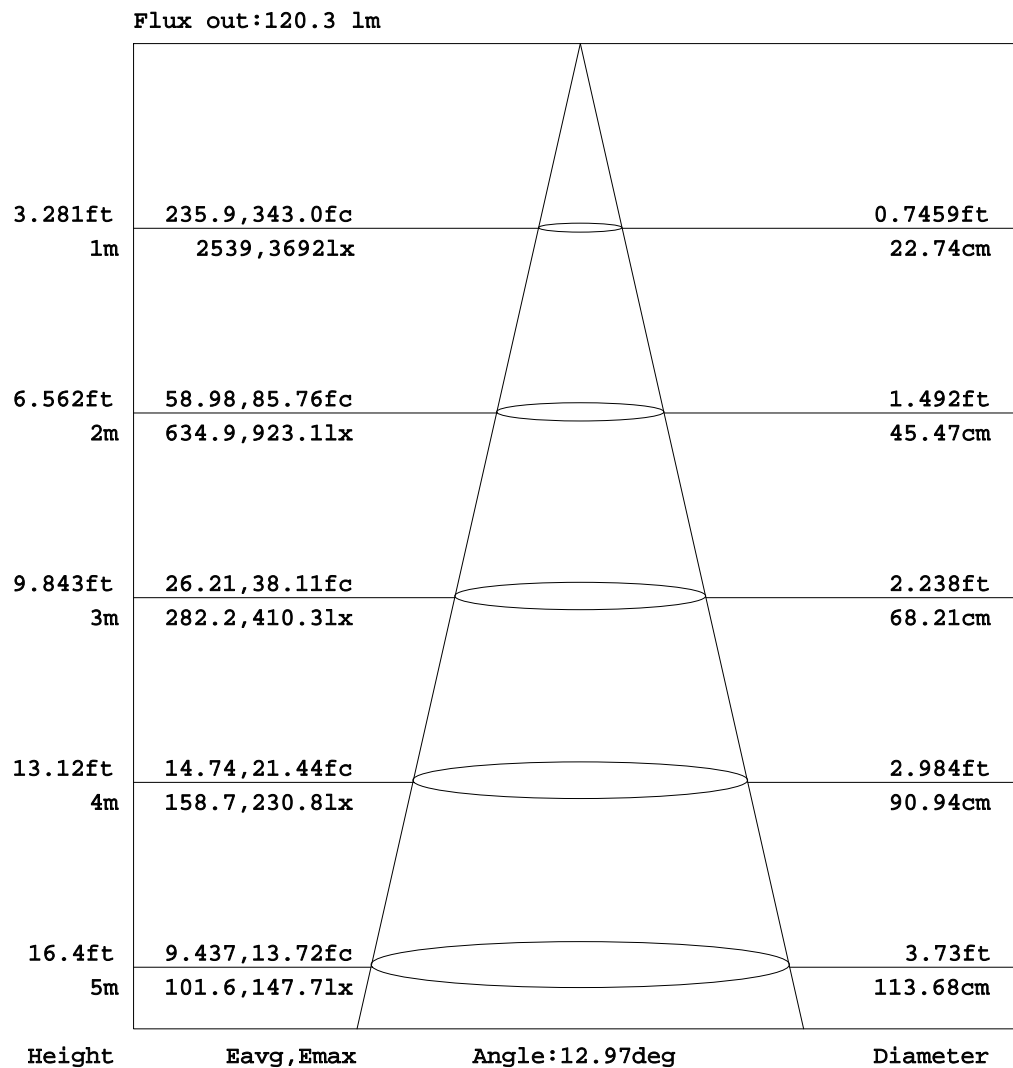 Flux out:120.3 lm
3.281ft 235.9,343.0fc 0.7459ft
1m 2539,3692lx 22.74cm
6.562ft 58.98,85.76fc 1.492ft
2m 634.9,923.1lx 45.47cm
9.843ft 26.21,38.11fc 2.238ft
3m 282.2,410.3lx 68.21cm
13.12ft 14.74,21.44fc 2.984ft
4m 158.7,230.8lx 90.94cm
16.4ft 9.437,13.72fc 3.73ft
5m 101.6,147.7lx 113.68cm
Height Eavg,Emax Angle:12.97deg Diameter